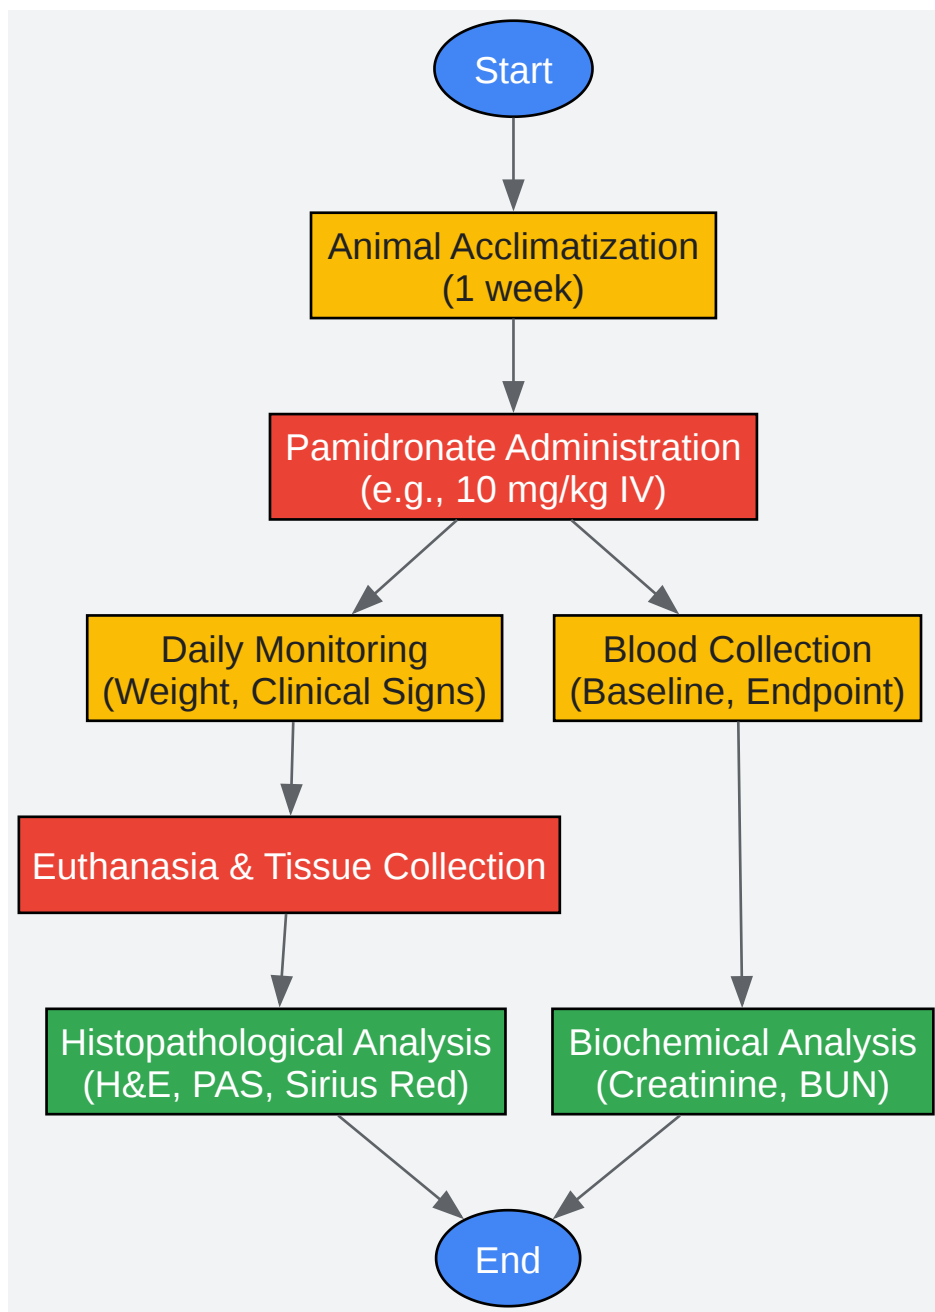 Start
Animal Acclimatization
(1 week)
Pamidronate Administration
(e.g., 10 mg/kg IV)
Daily Monitoring
(Weight, Clinical Signs)
Blood Collection
(Baseline, Endpoint)
Euthanasia & Tissue Collection
Histopathological Analysis
(H&E, PAS, Sirius Red)
Biochemical Analysis
(Creatinine, BUN)
End